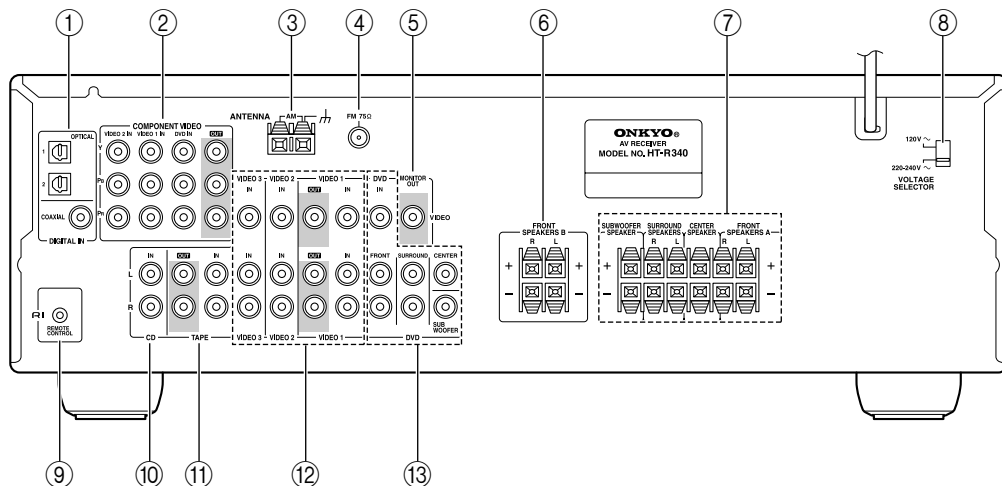 ① ② ③ ④ ⑤ ⑥ ⑦ ⑧
OPTICAL
1
2
COAXIAL
DIGITAL IN
COMPONENT VIDEO
VIDEO 2 IN VIDEO 1 IN DVD IN OUT
Y
PB
PR
ANTENNA
AM
FM 75Ω
VIDEO 3 VIDEO 2 VIDEO 1 DVD MONITOR OUT
IN IN OUT IN IN
VIDEO
IN OUT IN IN IN OUT IN FRONT SURROUND CENTER
L
R
SUB WOOFER
CD TAPE VIDEO 3 VIDEO 2 VIDEO 1 DVD
RI
REMOTE CONTROL
ONKYO®
AV RECEIVER
MODEL NO. HT-R340
FRONT SPEAKERS B
R L
+ +
– –
SUBWOOFER SPEAKER SURROUND SPEAKERS CENTER SPEAKER FRONT SPEAKERS A
R L R L
+ +
– –
120V ~
220-240V ~
VOLTAGE SELECTOR
⑨ ⑩ ⑪ ⑫ ⑬